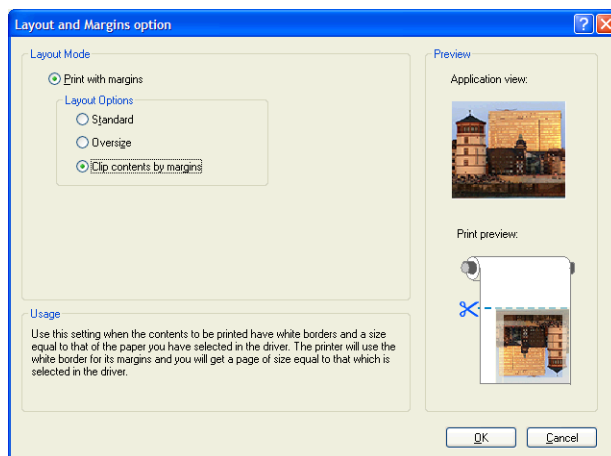 Layout and Margins option
Layout Mode
Print with margins
Layout Options
Standard
Oversize
Clip contents by margins
Usage
Use this setting when the contents to be printed have white borders and a size
equal to that of the paper you have selected in the driver. The printer will use the
white border for its margins and you will get a page of size equal to that which is
selected in the driver.
Preview
Application view:
Print preview:
OK
Cancel